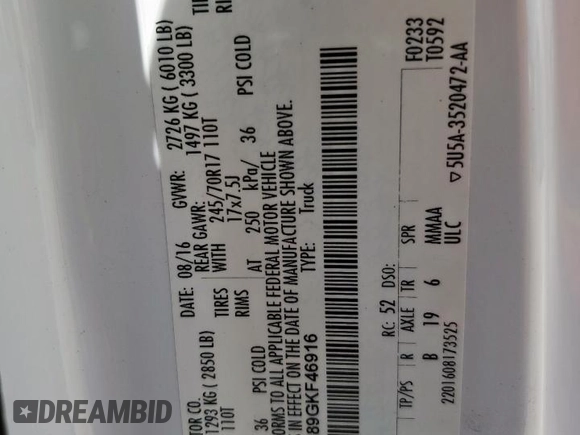 TOR CO. DATE: 08/16 GVWR: 2726 KG ( 6010 LB)
1293 KG ( 2850 LB) REAR GAWR: 1497 KG ( 3300 LB)
110T TIRES WITH 245/70R17 110T
RIMS 17x7.5J
36 PSI COLD AT 250 kPa/ 36 PSI COLD
ORMS TO ALL APPLICABLE FEDERAL MOTOR VEHICLE
S IN EFFECT ON THE DATE OF MANUFACTURE SHOWN ABOVE.
89GKF46916 TYPE: Truck
F0233
T0592
RC: 52 DSO:
TP/PS R AXLE TR SPR
B 19 6 MMAA
ULC
2201608173525
▽ 5U5A-3520472-AA
DATABIDDING